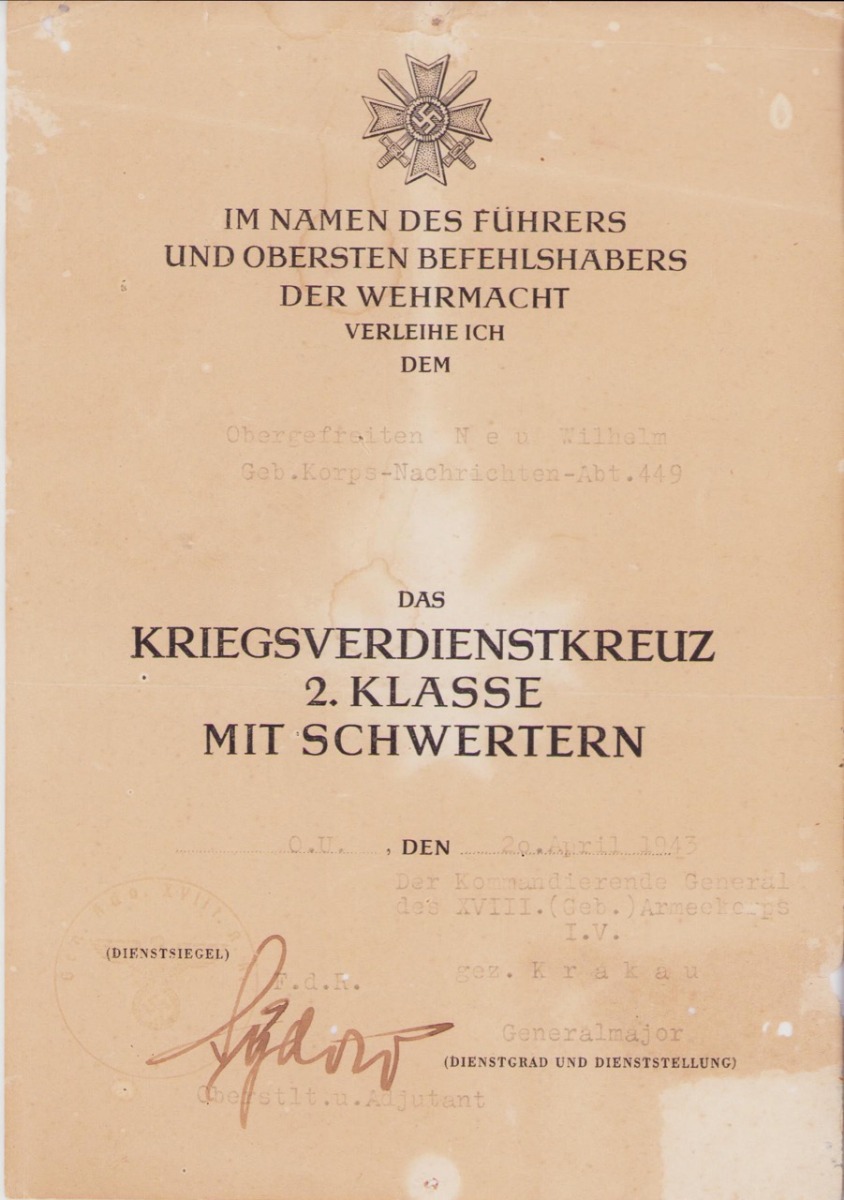 IM NAMEN DES FÜHRERS
UND OBERSTEN BEFEHLSHABERS
DER WEHRMACHT
VERLEIHE ICH
DEM
Obergefreiten N e u Wilhelm
Geb.Korps-Nachrichten-Abt.449
DAS
KRIEGSVERDIENSTKREUZ
2. KLASSE
MIT SCHWERTERN
O.U. , DEN 2o.April 1943
Der Kommandierende General
des XVIII.(Geb.)Armeekorps
I.V.
(DIENSTSIEGEL)
F.d.R. gez. K r a k a u
Generalmajor
(DIENSTGRAD UND DIENSTSTELLUNG)
Oberstlt.u.Adjutant